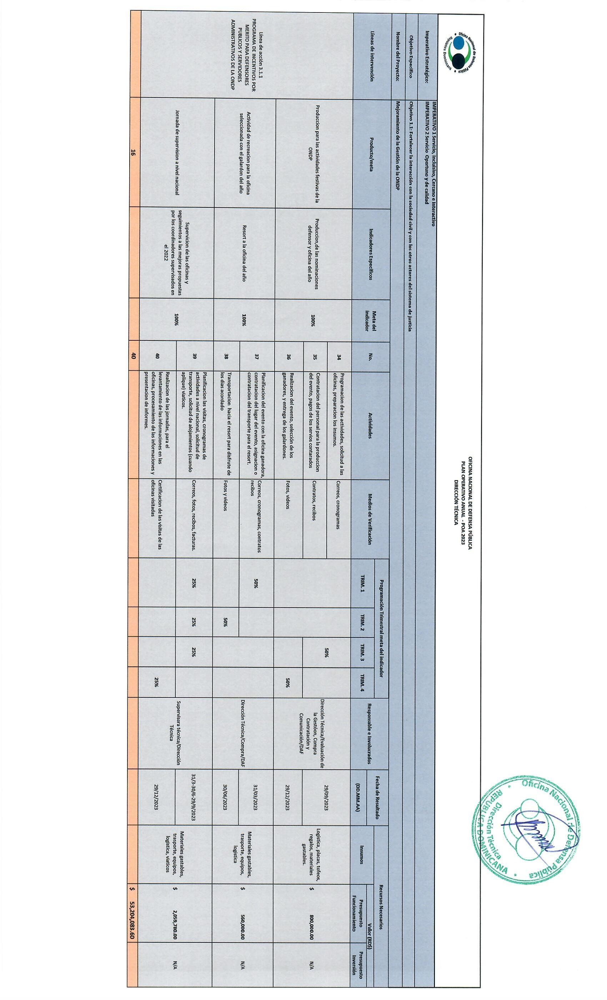 Oficina Nacional de Defensa Pública
República Dominicana
OFICINA NACIONAL DE DEFENSA PÚBLICA
PLAN OPERATIVO ANUAL - POA 2023
DIRECCIÓN TÉCNICA
Oficina Nacional de Defensa Pública
Dirección Técnica
REPUBLICA DOMINICANA
Imperativo Estratégico:
IMPERATIVO 1 Servicio, Incluisivo, Cercano e Interactivo
IMPERATIVO 2 Servicio Oportuno y de calidad
Objetivo Especifico
Objetivo 1.1: Fortalecer la interacción con la sociedad civil y con los otros actores del sistema de justicia
Nombre del Proyecto:
Mejoramiento de la Gestión de la ONDP
Líneas de intervención
Producto/meta
Indicadores Específicos
Meta del
indicador
No.
Actividades
Medios de Verificación
Programación Trimestral meta del indicador
TRIM. 1
TRIM. 2
TRIM. 3
TRIM. 4
Responsable e Involucrados
Fecha de Resultado
(DD.MM.AA)
Recursos Necesarios
Insumos
Valor (RD$)
Presupuesto
Funcionamiento
Presupuesto
Inversión
Línea de acción 3.1.1
PROGRAMA DE INCENTIVOS POR
MERITO PARA DEFENSORES
PUBLICOS Y SERVIDORES
ADMINISTRATIVOS DE LA ONDP
Produccion para las actividades festivas de la
ONDP
Produccion,de las nominaciones
defensor y oficina del año
100%
34
Programacion de las actividades, solicitud a las
oficinas, preparacion los insumos.
Correos, cronogramas
35
Contratacion del personal para la produccion
del evento, pagos de los servios contarados
Contratos, recibos
50%
36
Realizacion del evento, selección de los
ganadores, y entrega de los galardones.
Fotos, videos
50%
Dirección Técnica/Evaluación de
la Gestóon, Compra
Contratación y
Comunicación/DAF
29/09/2023
29/12/2023
Logistica, placas, tofeos,
regalos, materiales
gastables.
$ 800,000.00
N/A
Actividad de recreacion para la oficina
seleccionada con el galardon del año
Resort a la oficina del año
100%
37
Planificacion del evento con la oficina ganadora,
contratacion del lugar del evento, asignacion o
contratacion del transporte para el resort.
Correos, cronogramas, contratos
recibos
50%
38
Transportacion hacia el resort para disfrute de
los dias acordado
Fotos y videos
50%
Dirección Técnica/Compra/DAF
31/03/2023
30/06/2023
Materiales gastables,
trasporte, equipos,
logistica
$ 560,000.00
N/A
Jornada de supervision a nivel nacional
Supervicion de las oficinas y
seguimientos a las mejoras propuestas
por los coordinadores supervisados en
el 2022
100%
39
Planificacion las visitas, cronogramas de
actividades a nivel nacional, solicitud de
transporte, solicitud de alojamientos (cuando
aplique) viaticos.
Correos, fotos, recibos, facturas.
25%
25%
25%
40
Realizacion de las jornadas, para el
levantamiento de las informaciones en las
oficinas, procesamiento de las informaciones y
presentacion de informes.
Certificacion de las visitas de las
oficinas visitadas
25%
Supervisora técnica/Dirección
Técnica
31/3-30/6-29/9/2023
29/12/2023
Materiales gastables,
trasporte, equipos,
logistica, viaticos
$ 2,059,780.00
N/A
16
40
$ 53,204,083.60